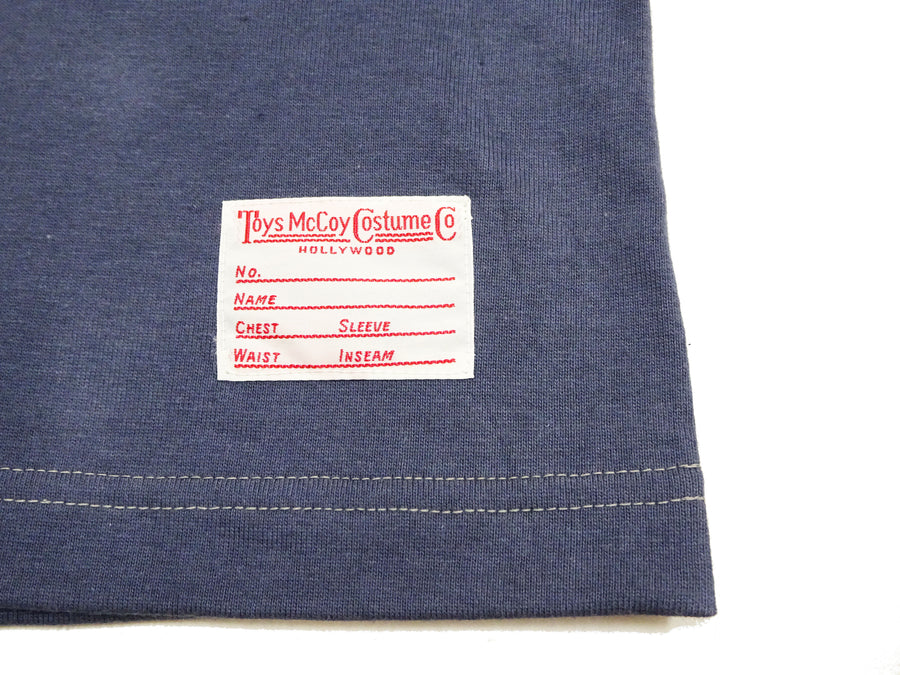 Toys McCoy Costume Co
HOLLYWOOD
No.
NAME
CHEST SLEEVE
WAIST INSEAM